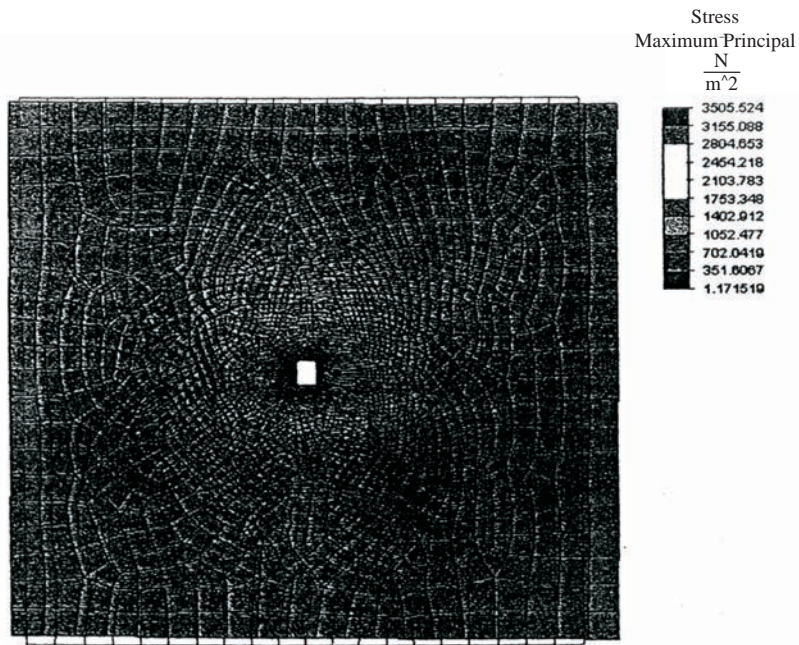 Stress
Maximum Principal
N
m^2
3505.524
3155.088
2804.653
2454.218
2103.783
1753.348
1402.912
1052.477
702.0419
351.6067
1.171519